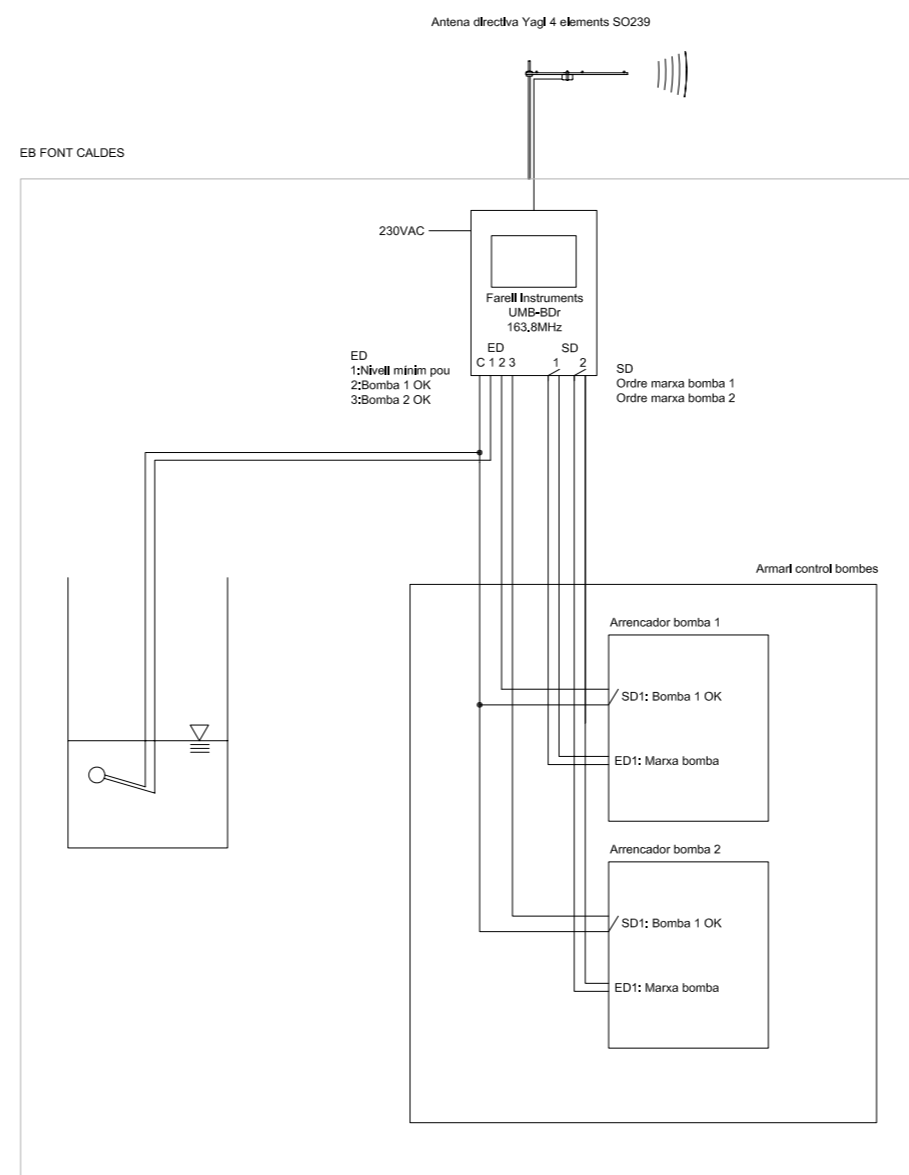 Antena directiva Yagi 4 elements SO239
EB FONT CALDES
230VAC
Farell Instruments
UMB-BDr
163.8MHz
ED SD
C 1 2 3 1 2
ED
1:Nivell mínim pou
2:Bomba 1 OK
3:Bomba 2 OK
SD
Ordre marxa bomba 1
Ordre marxa bomba 2
Armari control bombes
Arrencador bomba 1
SD1: Bomba 1 OK
ED1: Marxa bomba
Arrencador bomba 2
SD1: Bomba 1 OK
ED1: Marxa bomba